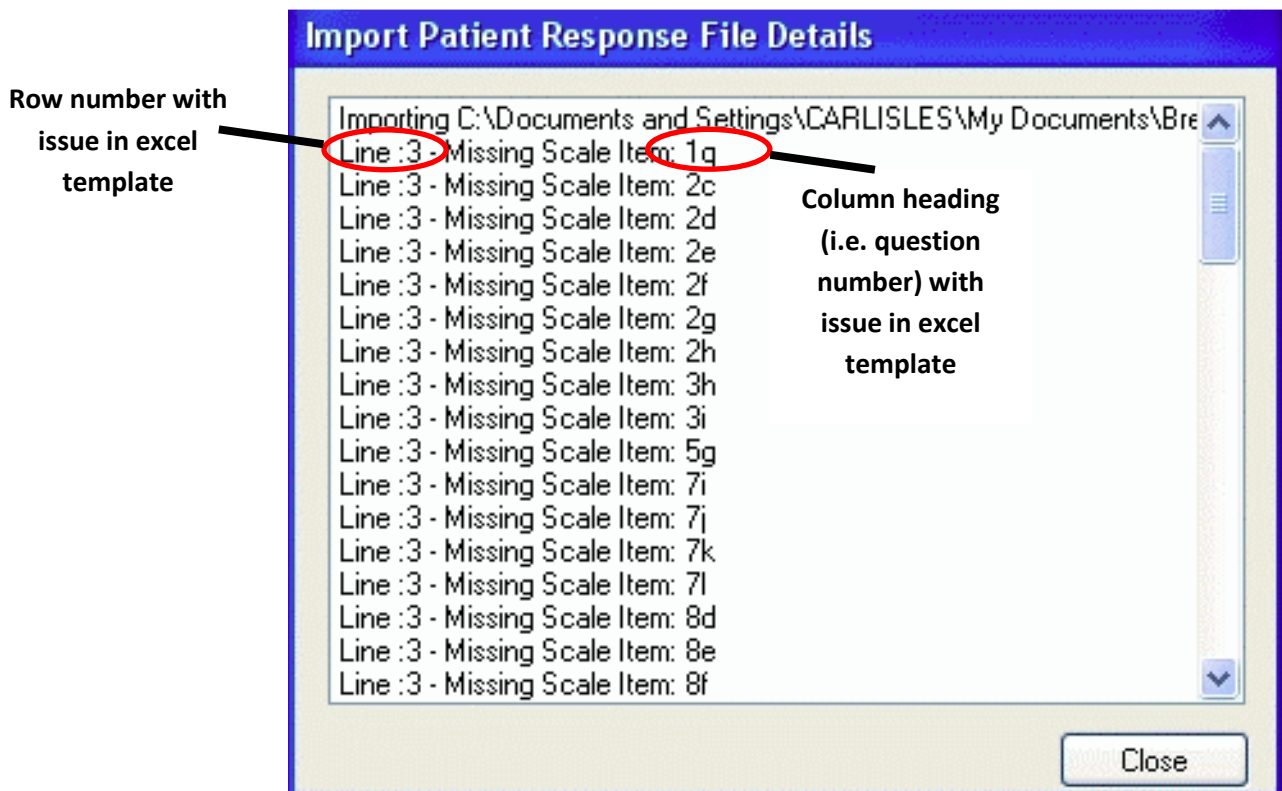 Import Patient Response File Details
Row number with
issue in excel
template
Importing C:\Documents and Settings\CARLISLES\My Documents\Bre
Line :3 - Missing Scale Item: 1q
Line :3 - Missing Scale Item: 2c
Line :3 - Missing Scale Item: 2d
Line :3 - Missing Scale Item: 2e
Line :3 - Missing Scale Item: 2f
Line :3 - Missing Scale Item: 2g
Line :3 - Missing Scale Item: 2h
Line :3 - Missing Scale Item: 3h
Line :3 - Missing Scale Item: 3i
Line :3 - Missing Scale Item: 5g
Line :3 - Missing Scale Item: 7i
Line :3 - Missing Scale Item: 7j
Line :3 - Missing Scale Item: 7k
Line :3 - Missing Scale Item: 7l
Line :3 - Missing Scale Item: 8d
Line :3 - Missing Scale Item: 8e
Line :3 - Missing Scale Item: 8f
Column heading
(i.e. question
number) with
issue in excel
template
Close